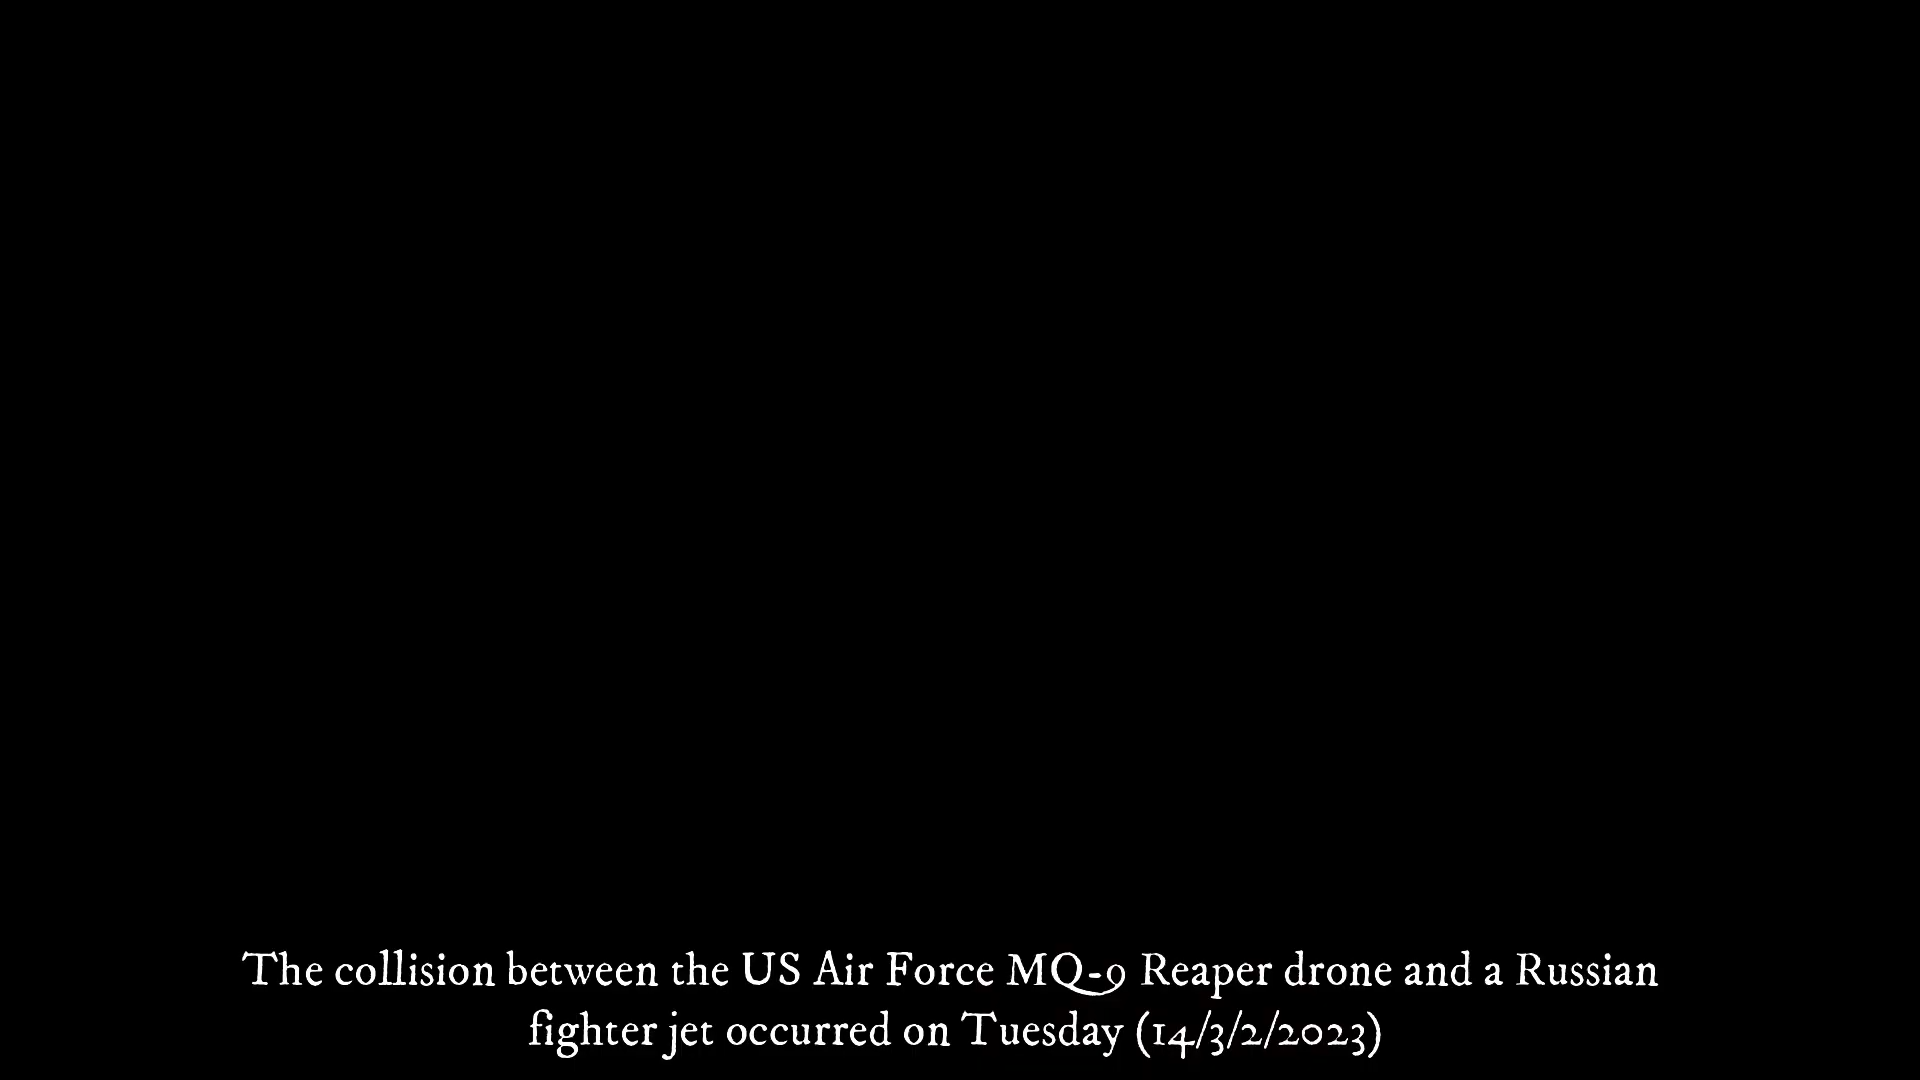 The collision between the US Air Force MQ-9 Reaper drone and a Russian
fighter jet occurred on Tuesday (14/3/2/2023)